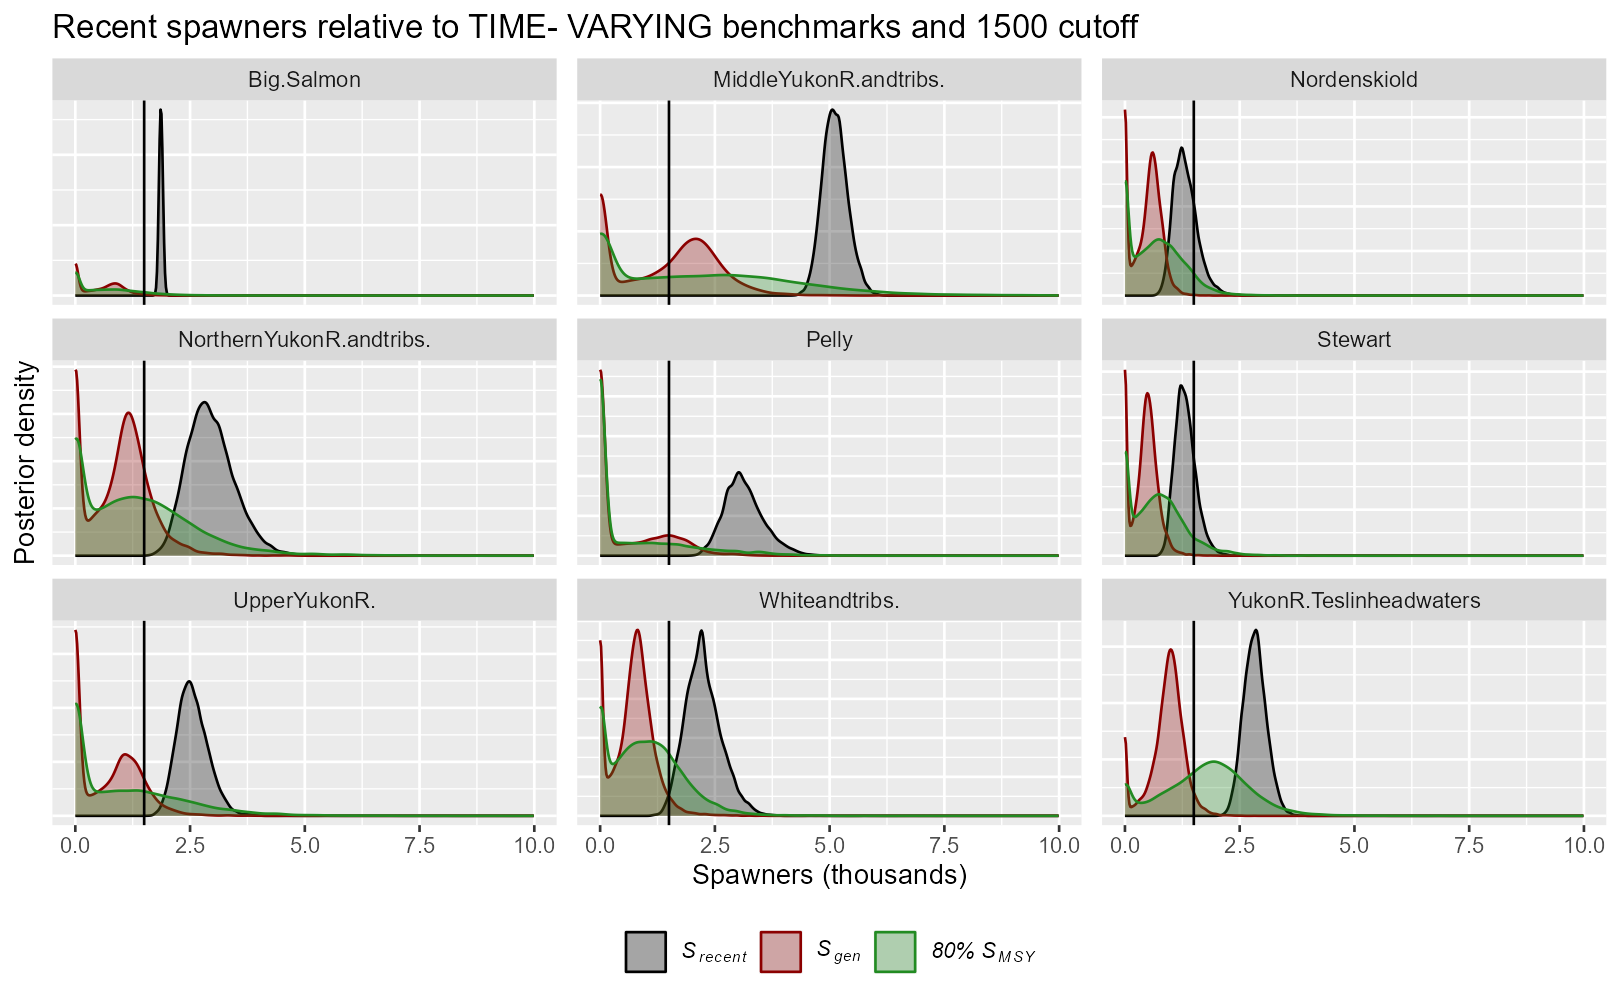 Recent spawners relative to TIME- VARYING benchmarks and 1500 cutoff
Big.Salmon
MiddleYukonR.andtribs.
Nordenskiold
NorthernYukonR.andtribs.
Pelly
Stewart
UpperYukonR.
Whiteandtribs.
YukonR.Teslinheadwaters
Posterior density
0.0 2.5 5.0 7.5 10.0 0.0 2.5 5.0 7.5 10.0 0.0 2.5 5.0 7.5 10.0
Spawners (thousands)
S recent S gen 80% S MSY